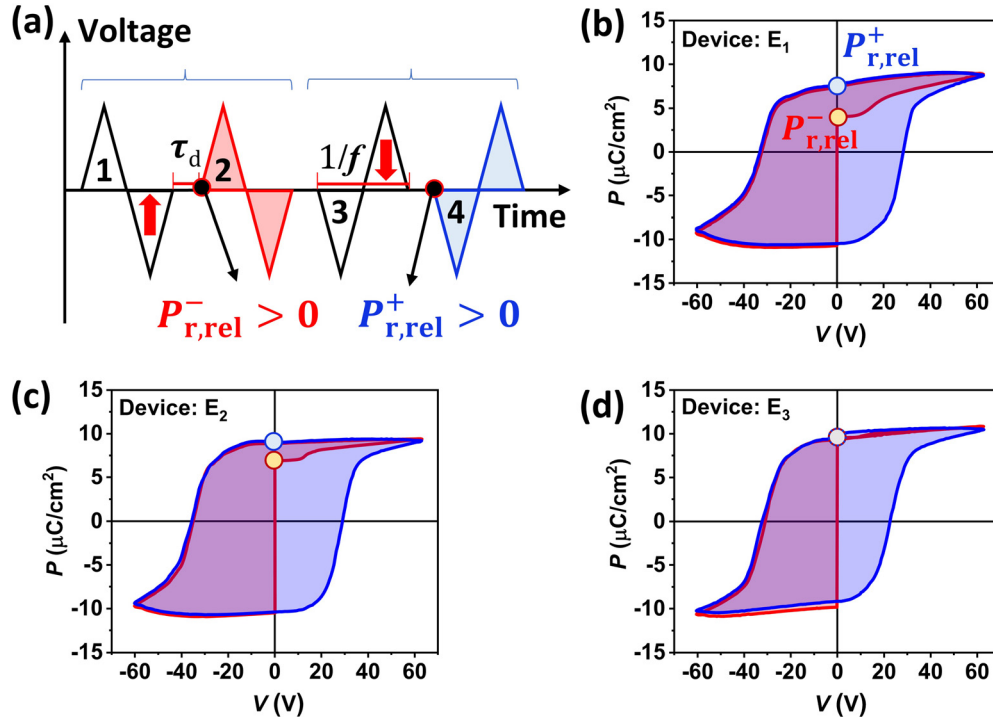 (a)
Voltage
1
τd
2
1/f
3
4
Time
P−r,rel > 0
P+r,rel > 0
(b)
Device: E1
P+r,rel
P−r,rel
P (µC/cm2)
15
10
5
0
-5
-10
-15
-60 -40 -20 0 20 40 60
V (V)
(c)
Device: E2
P (µC/cm2)
15
10
5
0
-5
-10
-15
-60 -40 -20 0 20 40 60
V (V)
(d)
Device: E3
P (µC/cm2)
15
10
5
0
-5
-10
-15
-60 -40 -20 0 20 40 60
V (V)